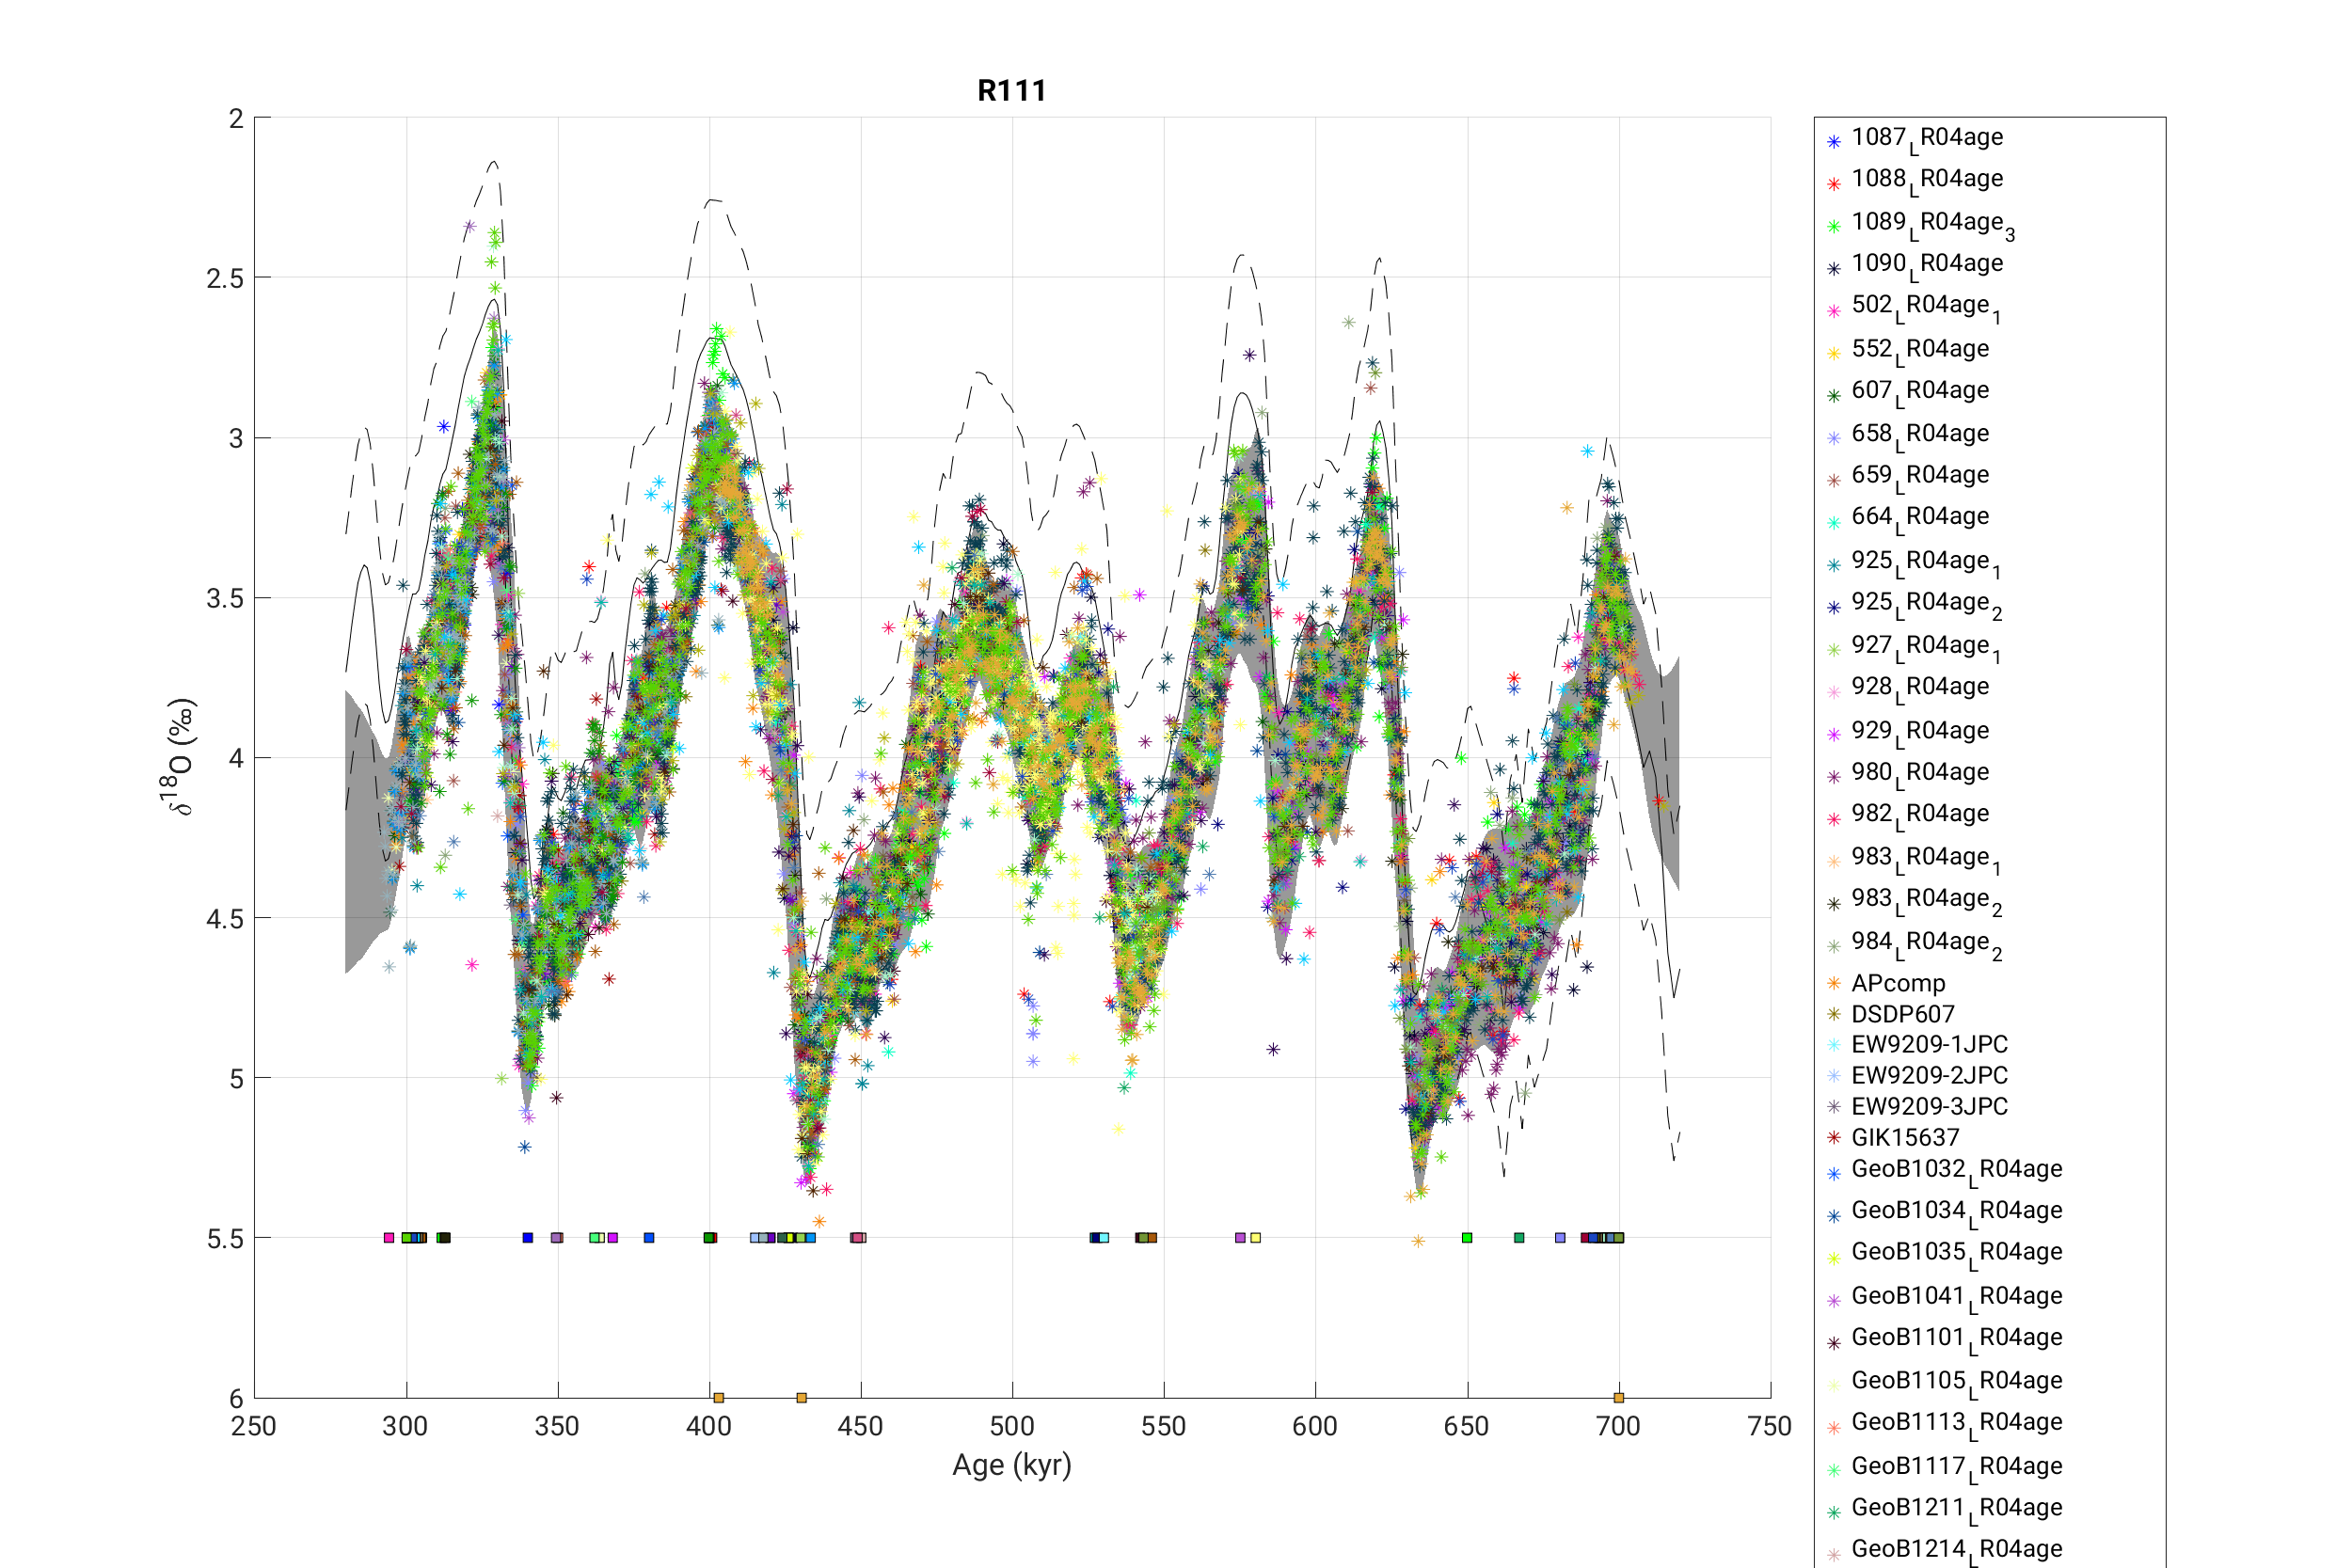 R111
2
2.5
3
3.5
4
4.5
5
5.5
6
δ18O (‰)
250 300 350 400 450 500 550 600 650 700 750
Age (kyr)
1087LR04age
1088LR04age
1089LR04age3
1090LR04age
502LR04age1
552LR04age
607LR04age
658LR04age
659LR04age
664LR04age
925LR04age1
925LR04age2
927LR04age1
928LR04age
929LR04age
980LR04age
982LR04age
983LR04age1
983LR04age2
984LR04age2
APcomp
DSDP607
EW9209-1JPC
EW9209-2JPC
EW9209-3JPC
GIK15637
GeoB1032LR04age
GeoB1034LR04age
GeoB1035LR04age
GeoB1041LR04age
GeoB1101LR04age
GeoB1105LR04age
GeoB1113LR04age
GeoB1117LR04age
GeoB1211LR04age
GeoB1214LR04age